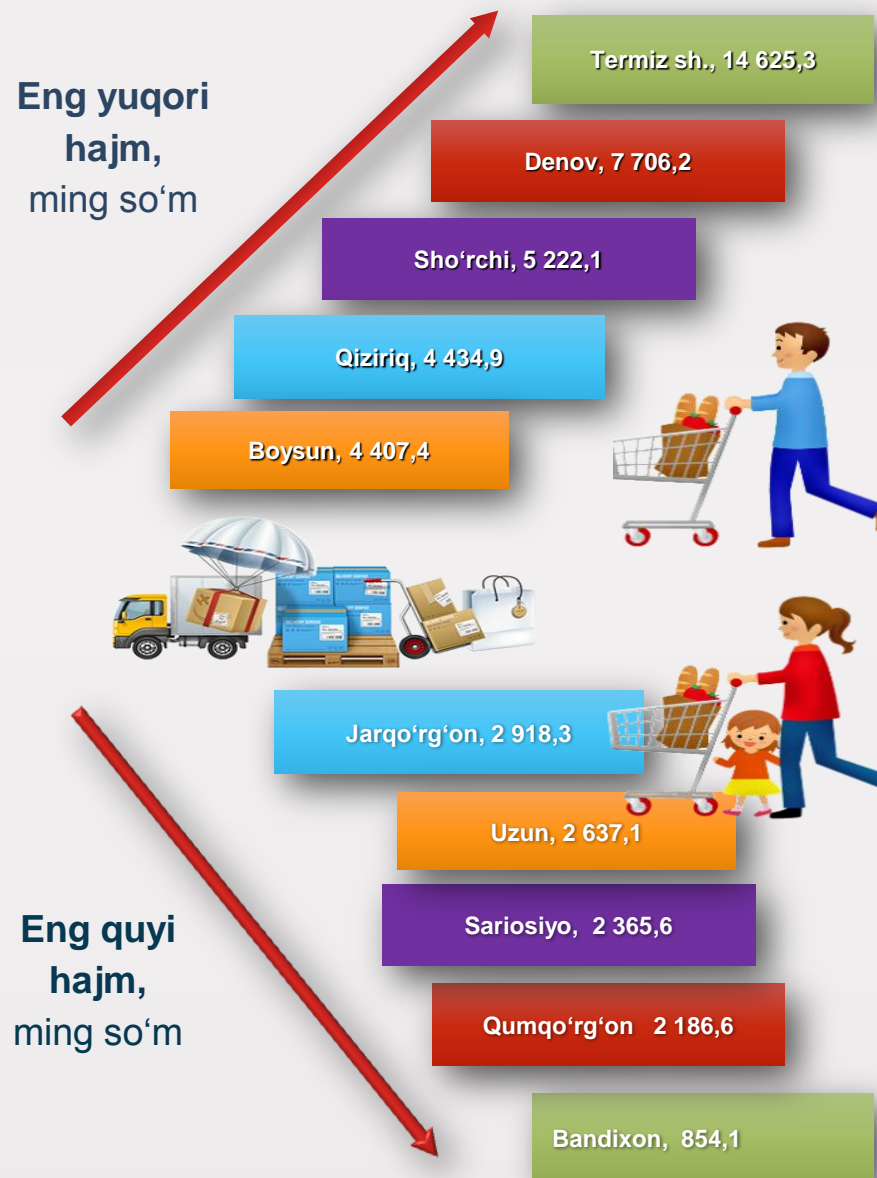 Termiz sh., 14 625,3
Eng yuqori
hajm,
ming so‘m
Denov, 7 706,2
Sho‘rchi, 5 222,1
Qiziriq, 4 434,9
Boysun, 4 407,4
Jarqo‘rg‘on, 2 918,3
Uzun, 2 637,1
Eng quyi
hajm,
ming so‘m
Sariosiyo, 2 365,6
Qumqo‘rg‘on 2 186,6
Bandixon, 854,1